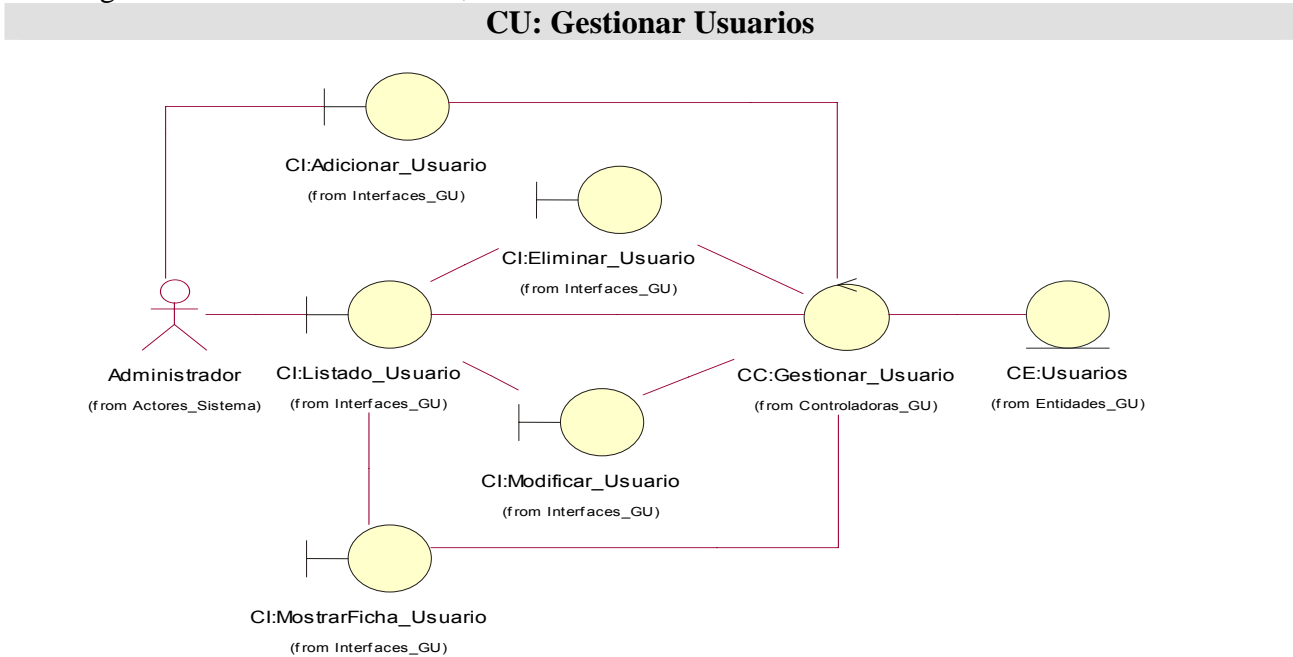 CU: Gestionar Usuarios
CI:Adicionar_Usuario
(from Interfaces_GU)
CI:Eliminar_Usuario
(from Interfaces_GU)
Administrador
(from Actores_Sistema)
CI:Listado_Usuario
(from Interfaces_GU)
CC:Gestionar_Usuario
(from Controladoras_GU)
CE:Usuarios
(from Entidades_GU)
CI:Modificar_Usuario
(from Interfaces_GU)
CI:MostrarFicha_Usuario
(from Interfaces_GU)